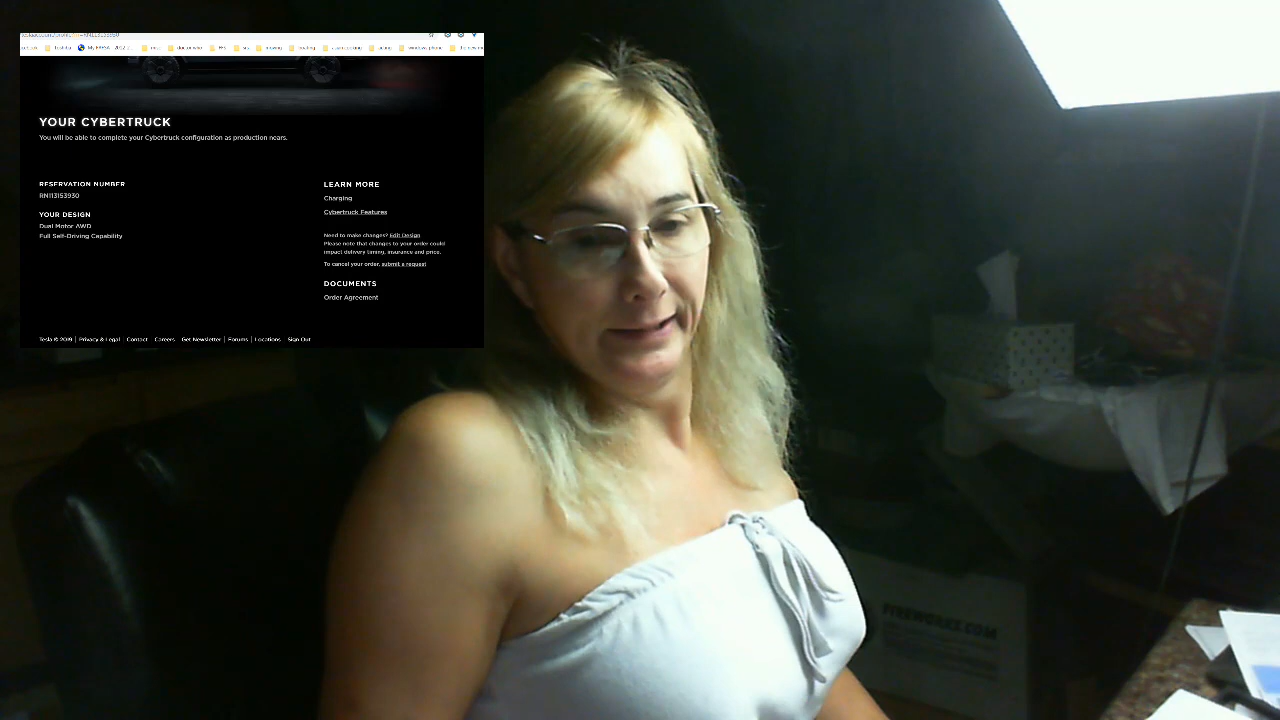 YOUR CYBERTRUCK
You will be able to complete your Cybertruck configuration as production nears.
RESERVATION NUMBER
RN113153930
YOUR DESIGN
Dual Motor AWD
Full Self-Driving Capability
LEARN MORE
Charging
Cybertruck Features
Need to make changes? Edit Design
Please note that changes to your order could
impact delivery timing, insurance and price.
To cancel your order, submit a request
DOCUMENTS
Order Agreement
Tesla © 2019 | Privacy & Legal | Contact Careers Get Newsletter | Forums | Locations Sign Out
FIREWORKS.COM